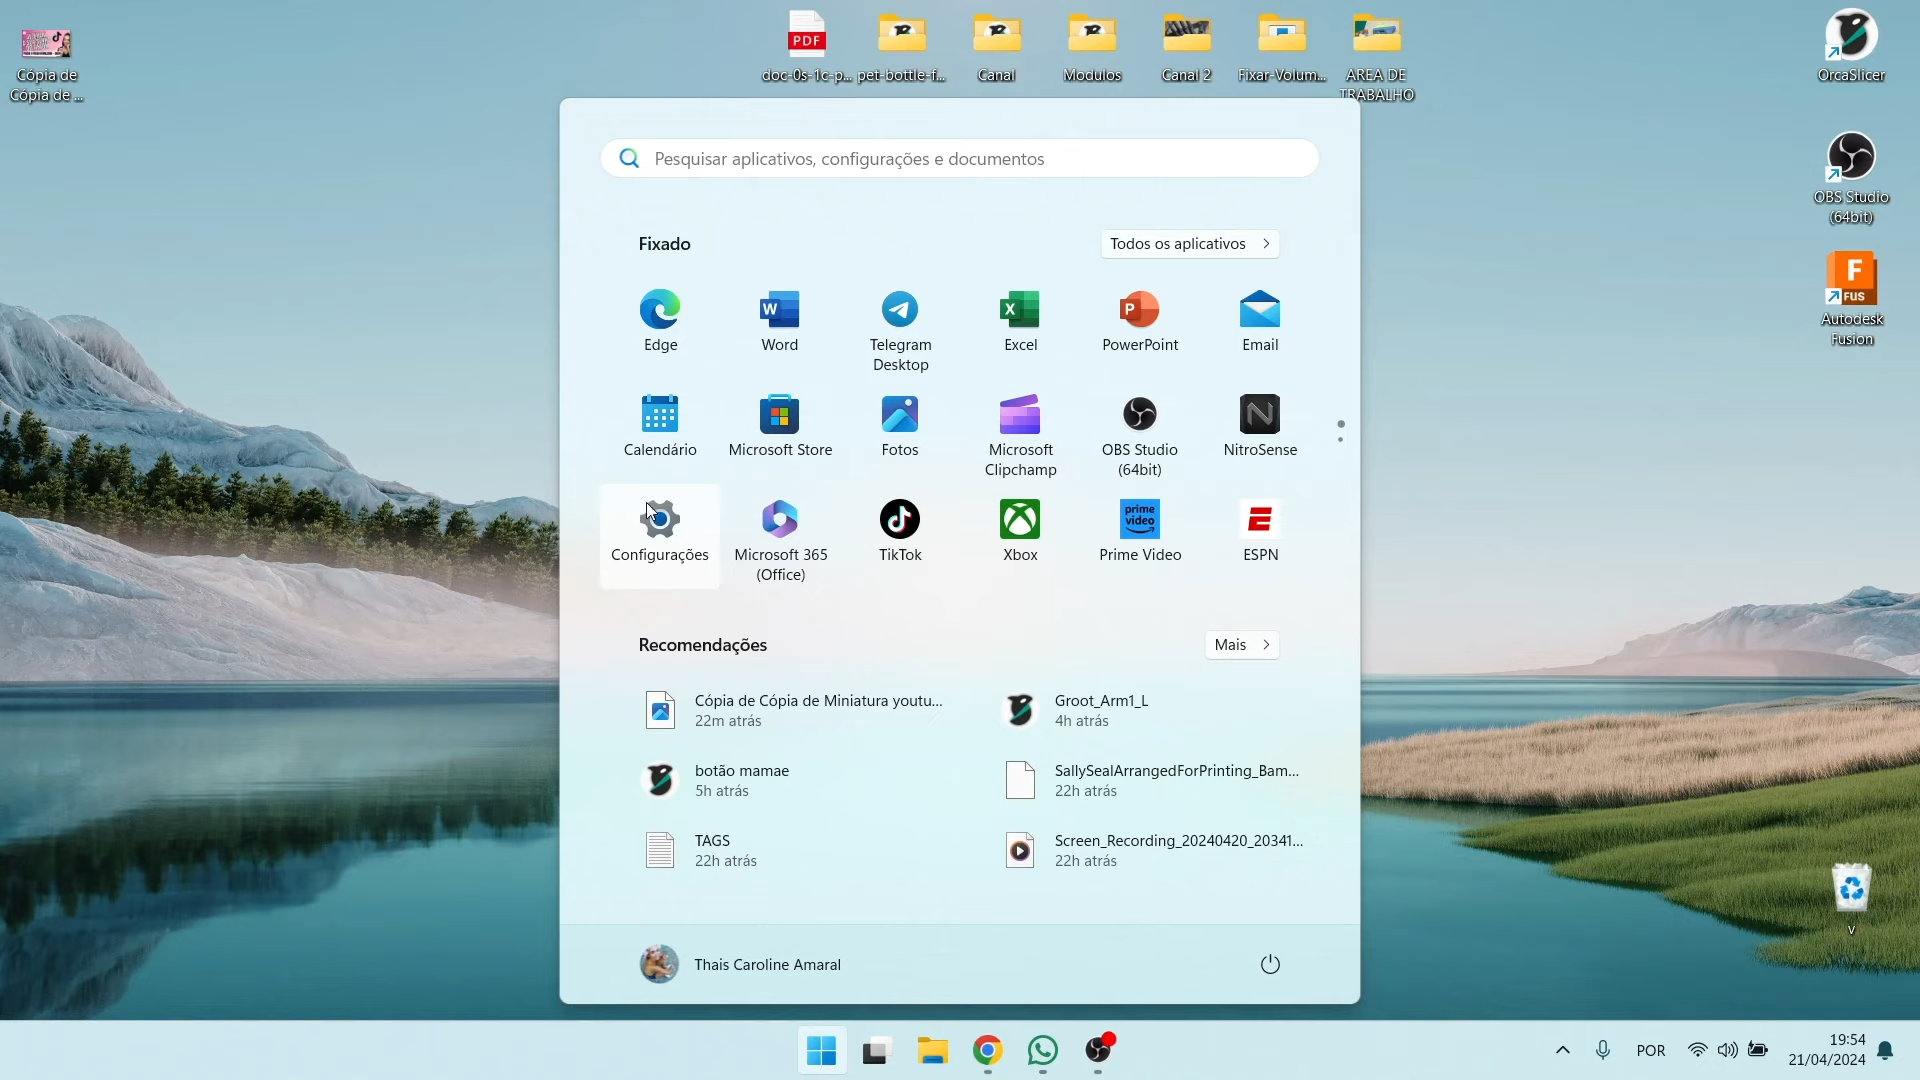 Cópia de
Cópia de ...
PDF
doc-0s-1c-p...
pet-bottle-f...
Canal
Modulos
Canal 2
Fixar-Volum...
AREA DE
TRABALHO
OrcaSlicer
OBS Studio
(64bit)
F
FUS
Autodesk
Fusion
Pesquisar aplicativos, configurações e documentos
Fixado
Todos os aplicativos
Edge
Word
Telegram
Desktop
Excel
PowerPoint
Email
Calendário
Microsoft Store
Fotos
Microsoft
Clipchamp
OBS Studio
(64bit)
NitroSense
Configurações
Microsoft 365
(Office)
TikTok
Xbox
prime
video
Prime Video
ESPN
Recomendações
Mais
Cópia de Cópia de Miniatura youtu...
22m atrás
Groot_Arm1_L
4h atrás
botão mamae
5h atrás
SallySealArrangedForPrinting_Bam...
22h atrás
TAGS
22h atrás
Screen_Recording_20240420_20341...
22h atrás
Thais Caroline Amaral
v
POR
19:54
21/04/2024